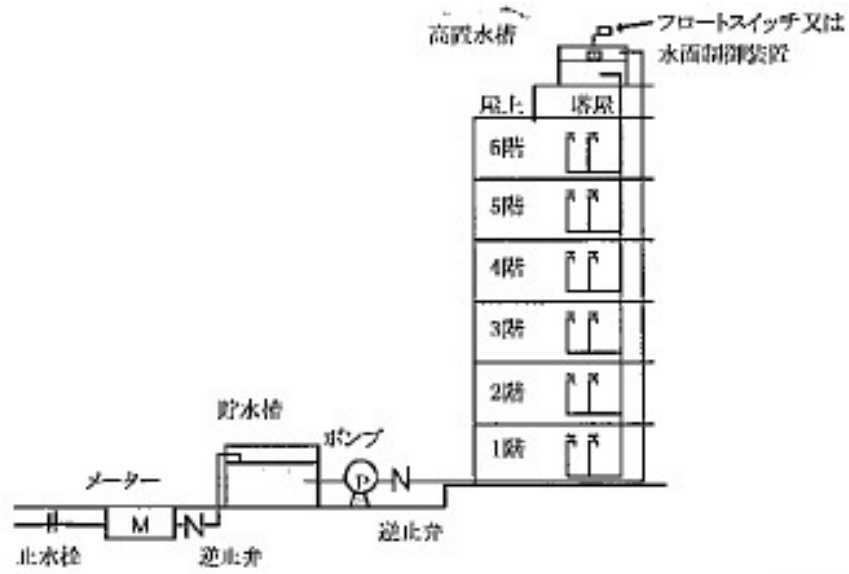 高置水槽
フロートスイッチ又は
水面制御装置
屋上
塔屋
6階
5階
4階
3階
2階
1階
貯水槽
ポンプ
P
N
メーター
M
N
止水栓
逆止弁
逆止弁